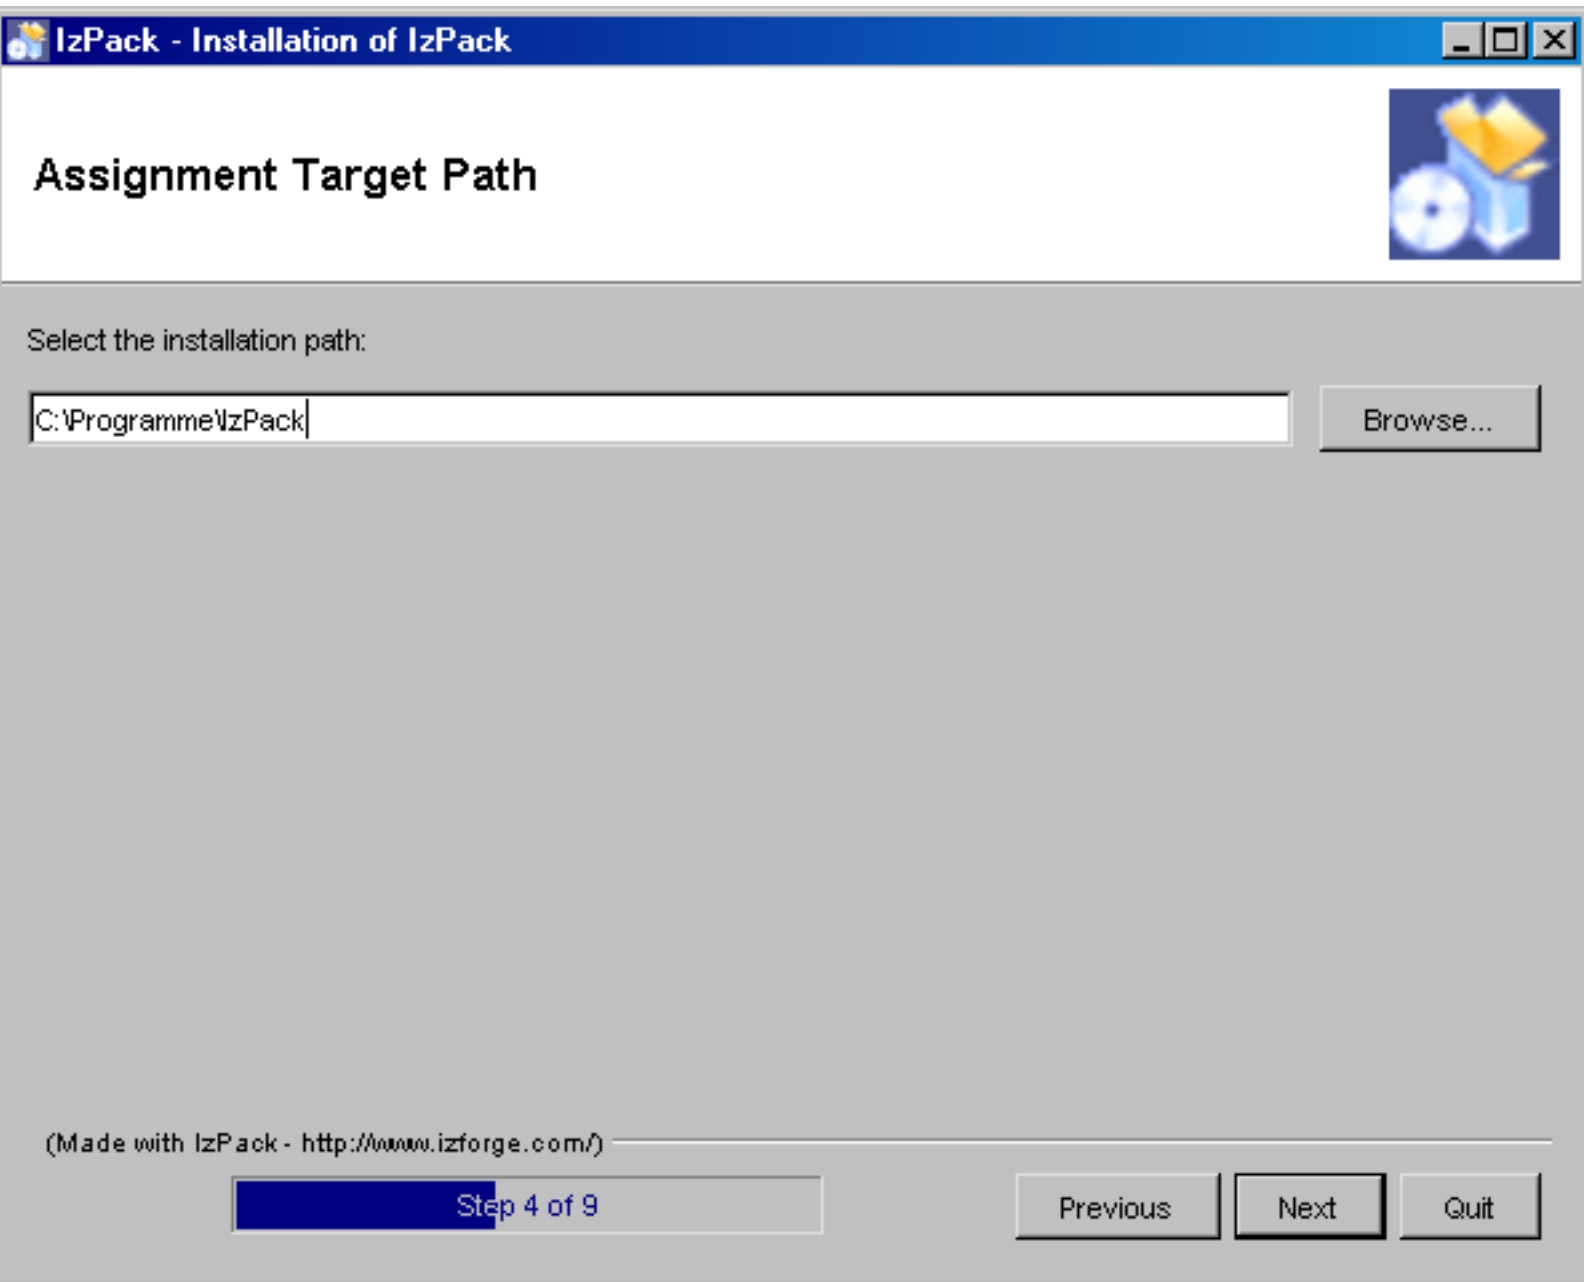 IzPack - Installation of IzPack
Assignment Target Path
Select the installation path:
C:\Programme\IzPack
Browse...
(Made with IzPack - http://www.izforge.com/)
Step 4 of 9
Previous
Next
Quit